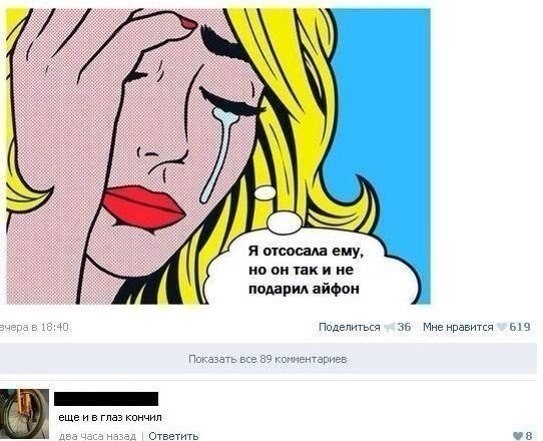 Я отсосала ему,
но он так и не
подарил айфон
вчера в 18:40
Поделиться 36 Мне нравится 619
Показать все 89 комментариев
еще и в глаз кончил
два часа назад | Ответить
8